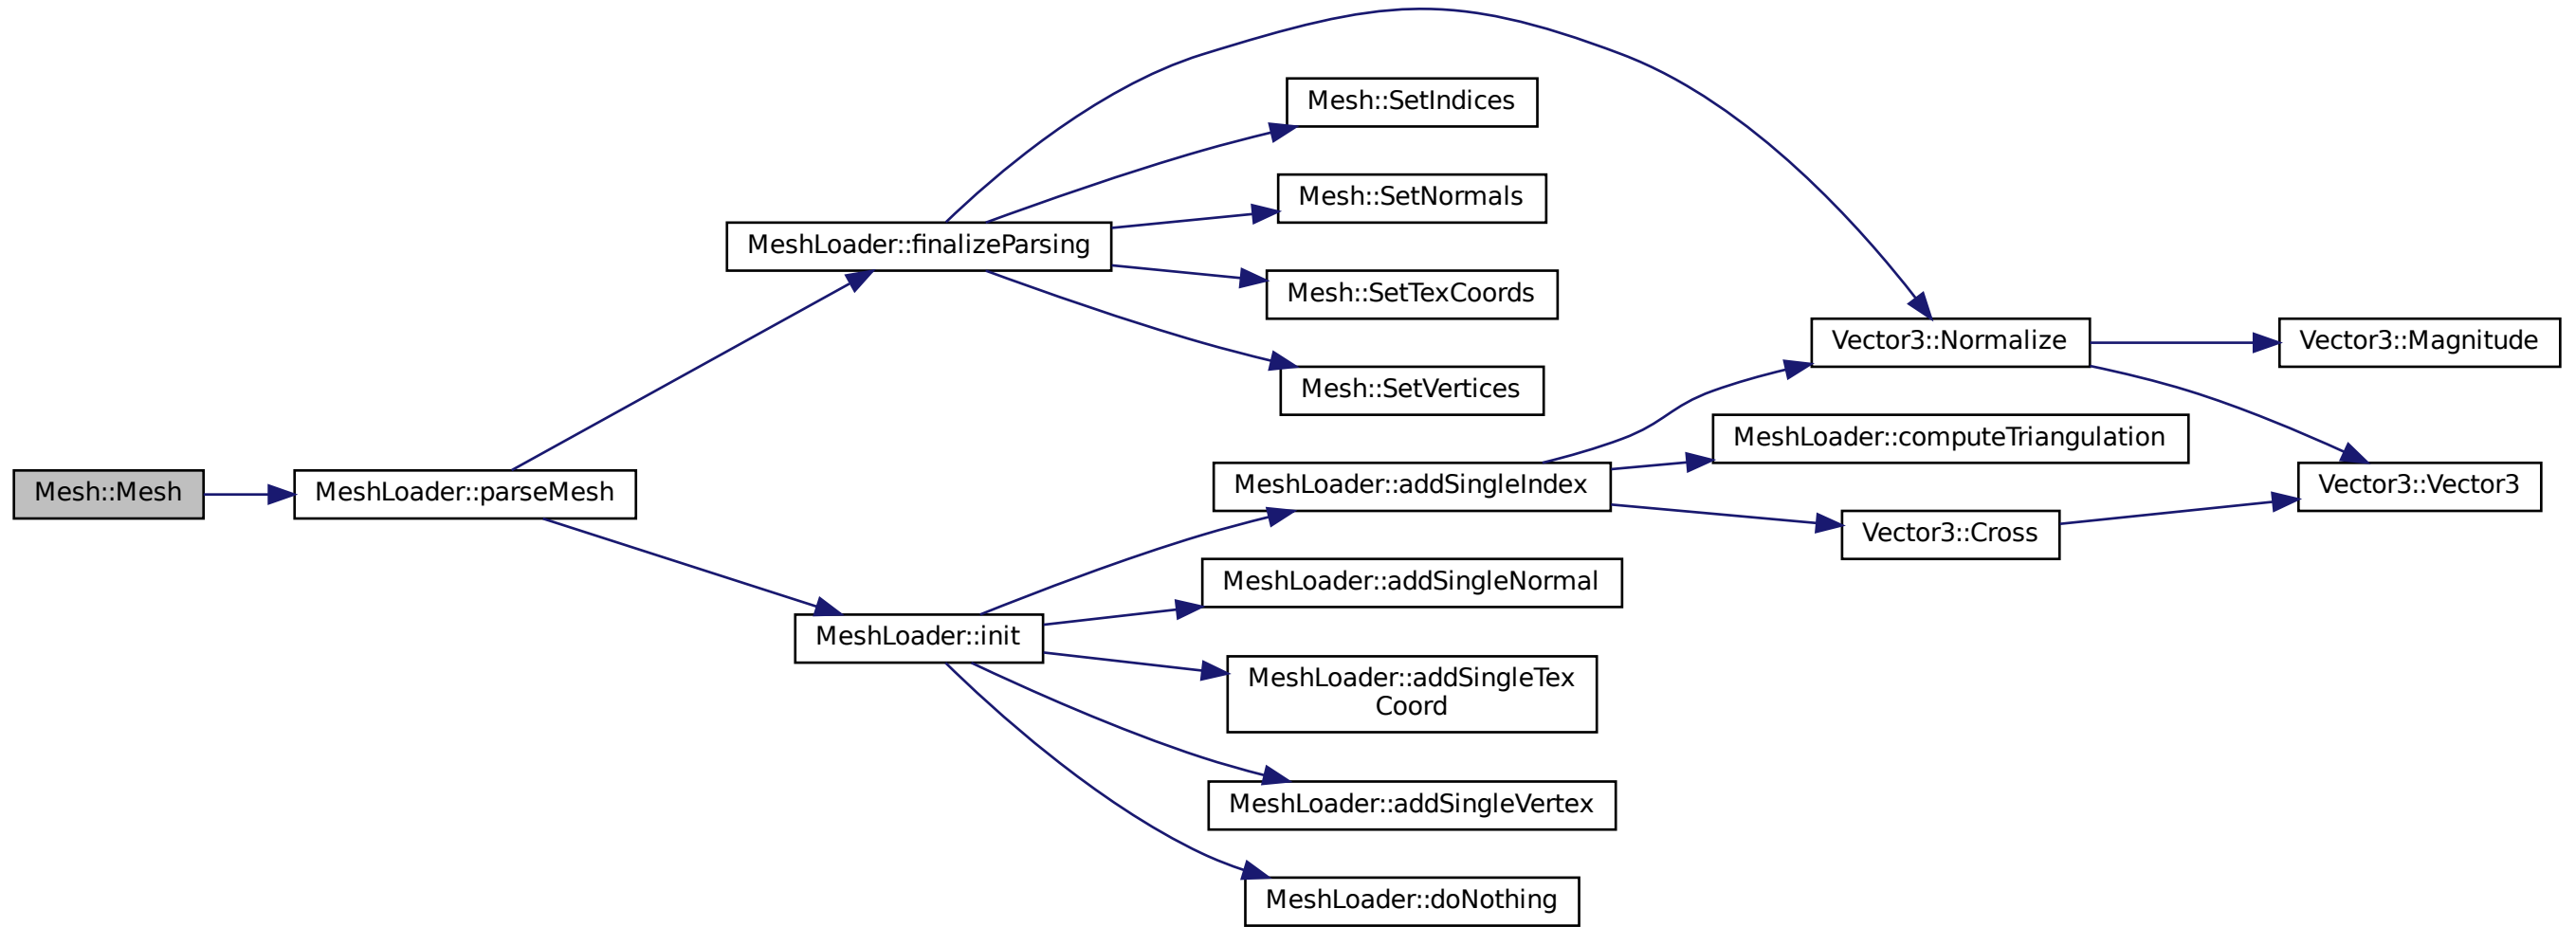 Mesh::Mesh
MeshLoader::parseMesh
MeshLoader::finalizeParsing
MeshLoader::init
Mesh::SetIndices
Mesh::SetNormals
Mesh::SetTexCoords
Mesh::SetVertices
MeshLoader::addSingleIndex
MeshLoader::addSingleNormal
MeshLoader::addSingleTex
Coord
MeshLoader::addSingleVertex
MeshLoader::doNothing
Vector3::Normalize
MeshLoader::computeTriangulation
Vector3::Cross
Vector3::Magnitude
Vector3::Vector3